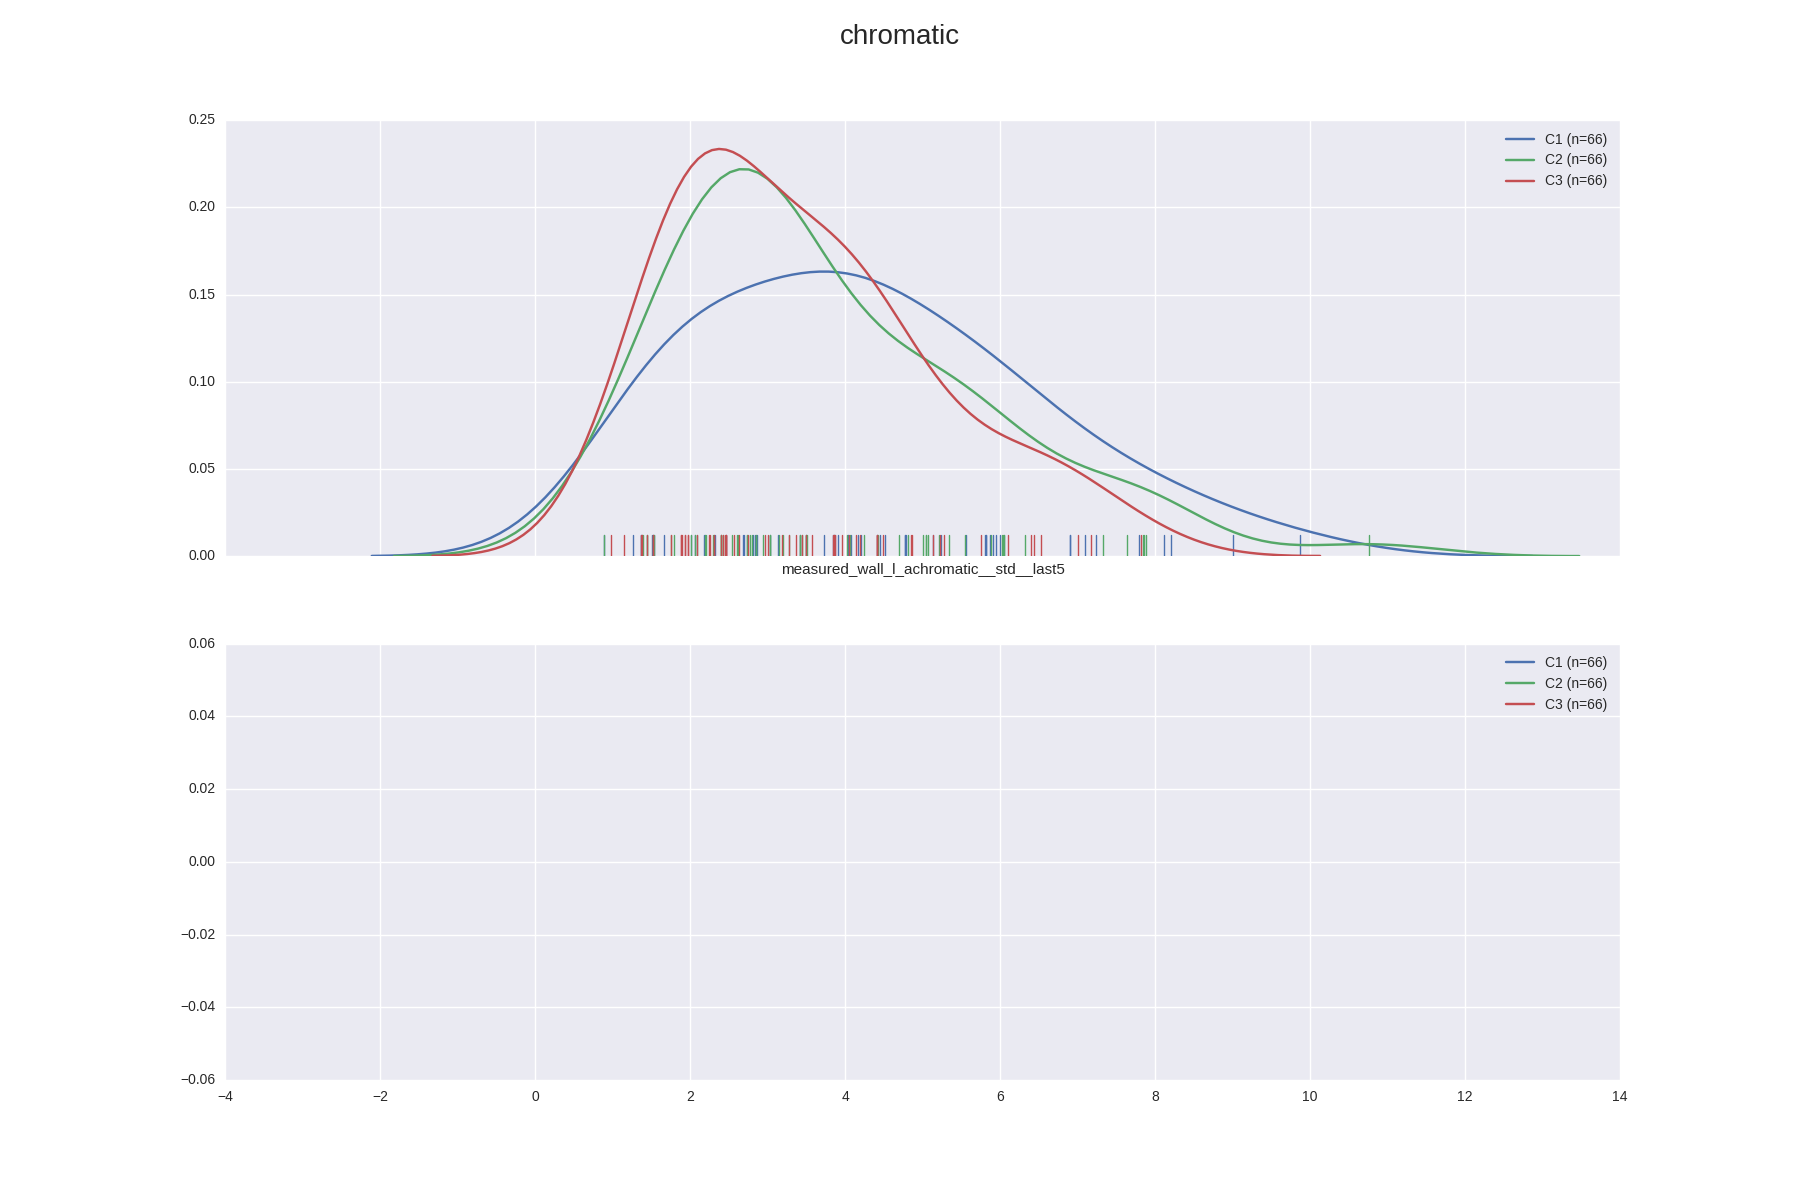 chromatic
0.25
0.20
0.15
0.10
0.05
0.00
C1 (n=66)
C2 (n=66)
C3 (n=66)
measured_wall_l_achromatic__std__last5
0.06
0.04
0.02
0.00
−0.02
−0.04
−0.06
C1 (n=66)
C2 (n=66)
C3 (n=66)
−4 −2 0 2 4 6 8 10 12 14